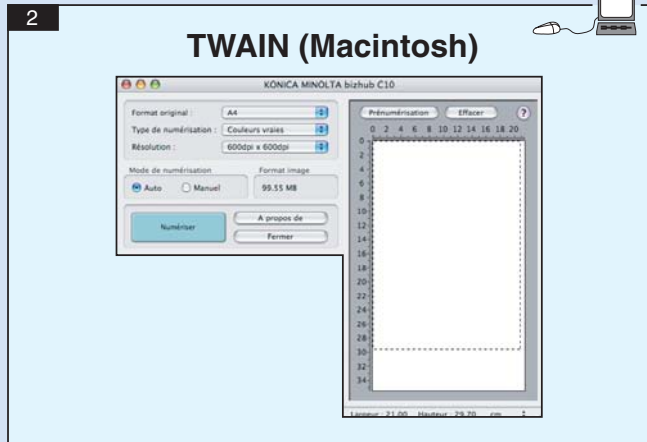 2
TWAIN (Macintosh)
KONICA MINOLTA bizhub C10
Format original : A4
Type de numérisation : Couleurs vraies
Résolution : 600dpi x 600dpi
Mode de numérisation Format image
Auto Manuel 99.55 MB
Numériser
A propos de
Fermer
Prénumérisation Effacer ?
0 2 4 6 8 10 12 14 16 18 20
0
2
4
6
8
10
12
14
16
18
20
22
24
26
28
30
32
34
Largeur : 21.00 Hauteur : 29.70 cm